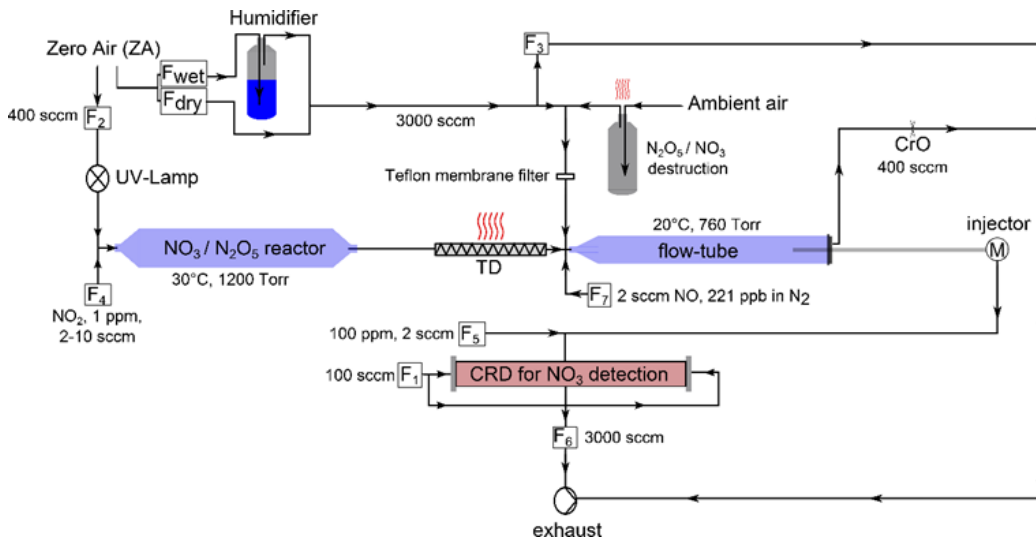 Humidifier
Zero Air (ZA)
F₃
Fwet
Fdry
Ambient air
400 sccm F₂
3000 sccm
CrO
400 sccm
N₂O₅ / NO₃
destruction
UV-Lamp
Teflon membrane filter
20°C, 760 Torr
injector
NO₃ / N₂O₅ reactor
flow-tube
M
TD
30°C, 1200 Torr
F₄
F₇ 2 sccm NO, 221 ppb in N₂
NO₂, 1 ppm,
2-10 sccm
100 ppm, 2 sccm F₅
100 sccm F₁
CRD for NO₃ detection
F₆ 3000 sccm
exhaust